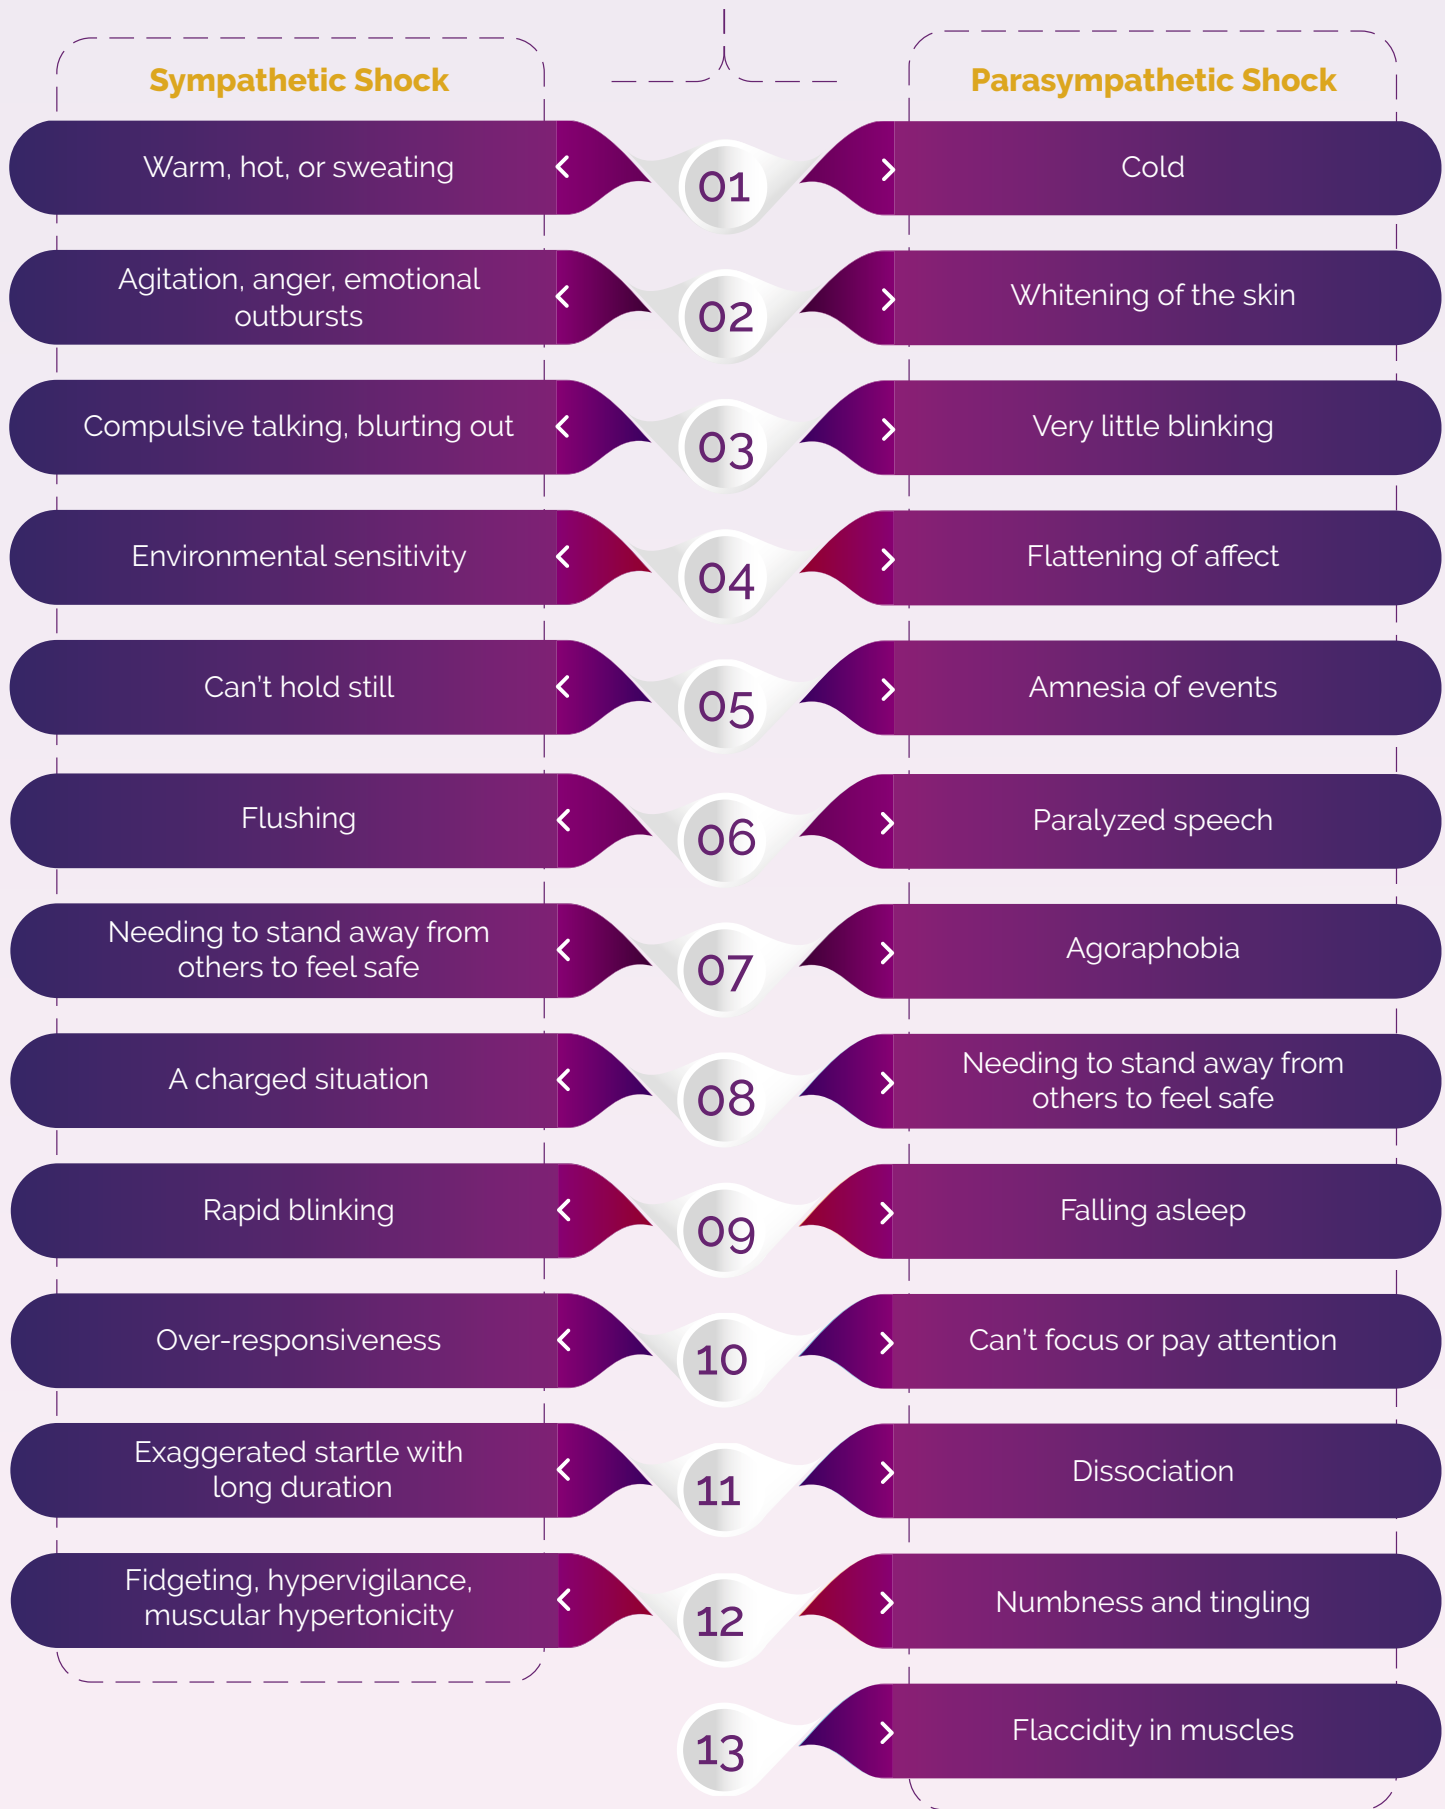 Sympathetic Shock
Parasympathetic Shock
Warm, hot, or sweating
01
Cold
Agitation, anger, emotional
outbursts
02
Whitening of the skin
Compulsive talking, blurting out
03
Very little blinking
Environmental sensitivity
04
Flattening of affect
Can't hold still
05
Amnesia of events
Flushing
06
Paralyzed speech
Needing to stand away from
others to feel safe
07
Agoraphobia
A charged situation
08
Needing to stand away from
others to feel safe
Rapid blinking
09
Falling asleep
Over-responsiveness
10
Can't focus or pay attention
Exaggerated startle with
long duration
11
Dissociation
Fidgeting, hypervigilance,
muscular hypertonicity
12
Numbness and tingling
13
Flaccidity in muscles